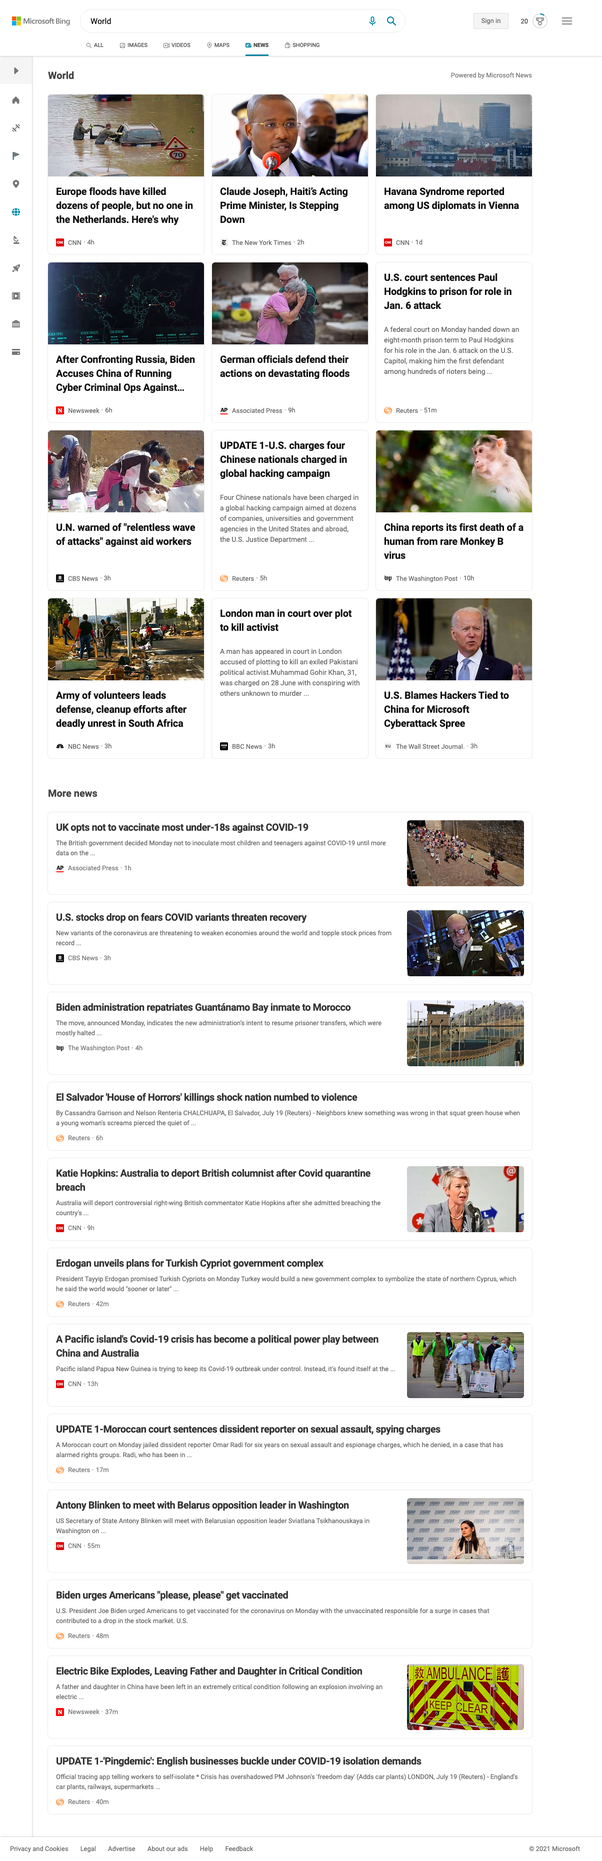 Microsoft Bing
World
Sign in
20
ALL
IMAGES
VIDEOS
MAPS
NEWS
SHOPPING
World
Powered by Microsoft News
Europe floods have killed
dozens of people, but no one in
the Netherlands. Here's why
CNN · 4h
Claude Joseph, Haiti's Acting
Prime Minister, Is Stepping
Down
The New York Times · 2h
Havana Syndrome reported
among US diplomats in Vienna
CNN · 1d
After Confronting Russia, Biden
Accuses China of Running
Cyber Criminal Ops Against...
Newsweek · 6h
German officials defend their
actions on devastating floods
AP Associated Press · 9h
U.S. court sentences Paul
Hodgkins to prison for role in
Jan. 6 attack
A federal court on Monday handed down an
eight-month prison term to Paul Hodgkins
for his role in the Jan. 6 attack on the U.S.
Capitol, making him the first defendant
among hundreds of rioters being ...
Reuters · 51m
U.N. warned of "relentless wave
of attacks" against aid workers
CBS News · 3h
UPDATE 1-U.S. charges four
Chinese nationals charged in
global hacking campaign
Four Chinese nationals have been charged in
a global hacking campaign aimed at dozens
of companies, universities and government
agencies in the United States and abroad,
the U.S. Justice Department ...
Reuters · 5h
China reports its first death of a
human from rare Monkey B
virus
The Washington Post · 10h
Army of volunteers leads
defense, cleanup efforts after
deadly unrest in South Africa
NBC News · 3h
London man in court over plot
to kill activist
A man has appeared in court in London
accused of plotting to kill an exiled Pakistani
political activist.Muhammad Gohir Khan, 31,
was charged on 28 June with conspiring with
others unknown to murder ...
BBC News · 3h
U.S. Blames Hackers Tied to
China for Microsoft
Cyberattack Spree
The Wall Street Journal. · 3h
More news
UK opts not to vaccinate most under-18s against COVID-19
The British government decided Monday not to inoculate most children and teenagers against COVID-19 until more
data on the ...
AP Associated Press · 1h
U.S. stocks drop on fears COVID variants threaten recovery
New variants of the coronavirus are threatening to weaken economies around the world and topple stock prices from
record ...
CBS News · 3h
Biden administration repatriates Guantánamo Bay inmate to Morocco
The move, announced Monday, indicates the new administration's intent to resume prisoner transfers, which were
mostly halted ...
The Washington Post · 4h
El Salvador 'House of Horrors' killings shock nation numbed to violence
By Cassandra Garrison and Nelson Renteria CHALCHUAPA, El Salvador, July 19 (Reuters) - Neighbors knew something was wrong in that squat green house when
a young woman's screams pierced the quiet of ...
Reuters · 6h
Katie Hopkins: Australia to deport British columnist after Covid quarantine
breach
Australia will deport controversial right-wing British commentator Katie Hopkins after she admitted breaching the
country's ...
CNN · 9h
Erdogan unveils plans for Turkish Cypriot government complex
President Tayyip Erdogan promised Turkish Cypriots on Monday Turkey would build a new government complex to symbolize the state of northern Cyprus, which
he said the world would "sooner or later" ...
Reuters · 42m
A Pacific island's Covid-19 crisis has become a political power play between
China and Australia
Pacific island Papua New Guinea is trying to keep its Covid-19 outbreak under control. Instead, it's found itself at the ...
CNN · 13h
UPDATE 1-Moroccan court sentences dissident reporter on sexual assault, spying charges
A Moroccan court on Monday jailed dissident reporter Omar Radi for six years on sexual assault and espionage charges, which he denied, in a case that has
alarmed rights groups. Radi, who has been in ...
Reuters · 17m
Antony Blinken to meet with Belarus opposition leader in Washington
US Secretary of State Antony Blinken will meet with Belarusian opposition leader Sviatlana Tsikhanouskaya in
Washington on ...
CNN · 55m
Biden urges Americans "please, please" get vaccinated
U.S. President Joe Biden urged Americans to get vaccinated for the coronavirus on Monday with the unvaccinated responsible for a surge in cases that
contributed to a drop in the stock market. U.S.
Reuters · 48m
Electric Bike Explodes, Leaving Father and Daughter in Critical Condition
A father and daughter in China have been left in an extremely critical condition following an explosion involving an
electric ...
Newsweek · 37m
救 AMBULANCE 護
KEEP CLEAR
UPDATE 1-'Pingdemic': English businesses buckle under COVID-19 isolation demands
Official tracing app telling workers to self-isolate * Crisis has overshadowed PM Johnson's 'freedom day' (Adds car plants) LONDON, July 19 (Reuters) - England's
car plants, railways, supermarkets ...
Reuters · 40m
Privacy and Cookies
Legal
Advertise
About our ads
Help
Feedback
© 2021 Microsoft